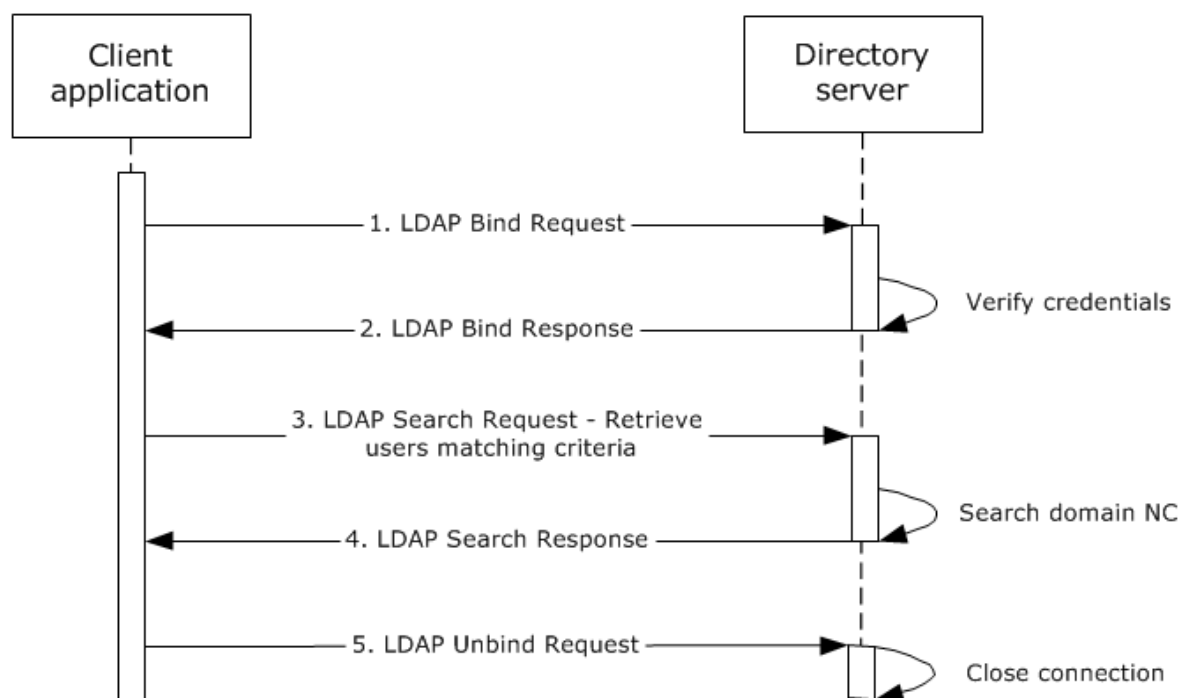 Client
application
Directory
server
1. LDAP Bind Request
Verify credentials
2. LDAP Bind Response
3. LDAP Search Request - Retrieve
users matching criteria
Search domain NC
4. LDAP Search Response
5. LDAP Unbind Request
Close connection